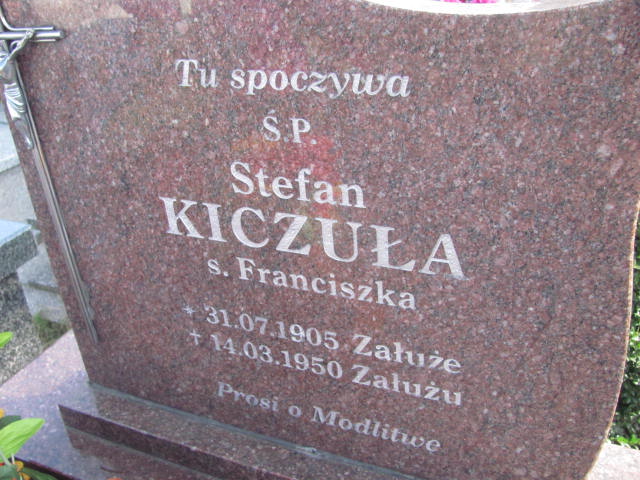 Tu spoczywa
Ś.P.
Stefan
KICZUŁA
s. Franciszka
* 31.07.1905 Załuże
+ 14.03.1950 Załużu
Prosi o Modlitwę